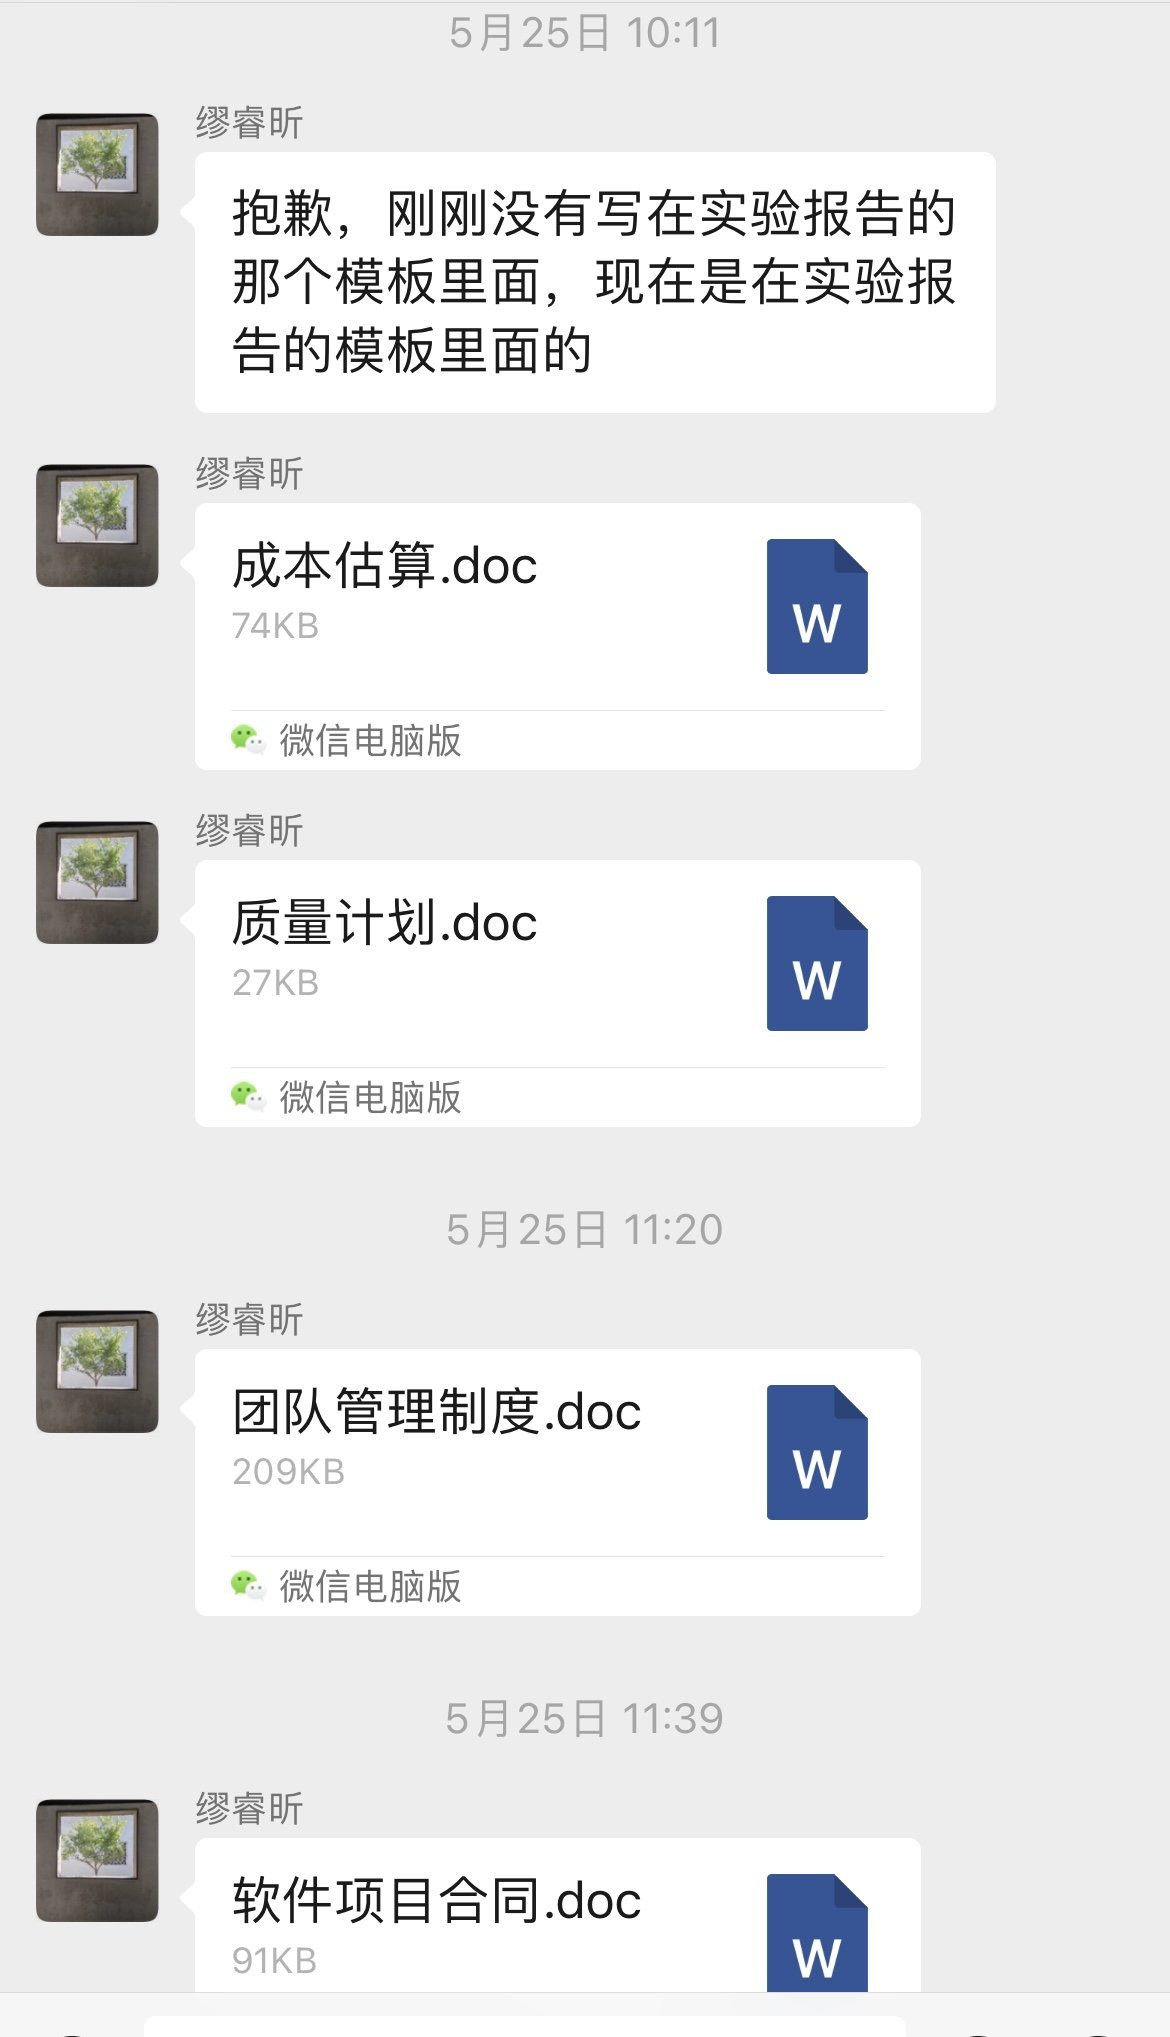 5月25日 10:11
缪睿昕
抱歉，刚刚没有写在实验报告的
那个模板里面，现在是在实验报
告的模板里面的
缪睿昕
成本估算.doc
74KB
W
微信电脑版
缪睿昕
质量计划.doc
27KB
W
微信电脑版
5月25日 11:20
缪睿昕
团队管理制度.doc
209KB
W
微信电脑版
5月25日 11:39
缪睿昕
软件项目合同.doc
91KB
W